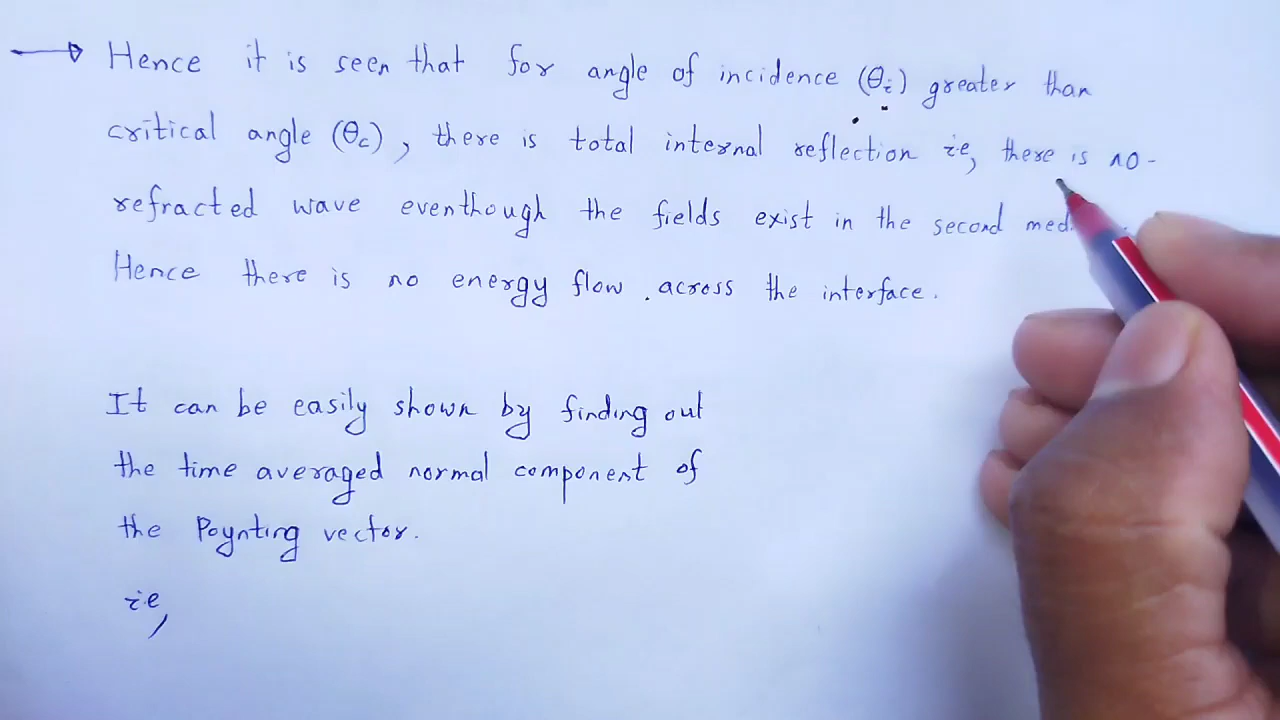 Hence it is seen that for angle of incidence (θi) greater than
critical angle (θc), there is total internal reflection ie, there is no-
refracted wave eventhough the fields exist in the second
Hence there is no energy flow across the interface.
It can be easily shown by finding out
the time averaged normal component of
the Poynting vector.
ie,